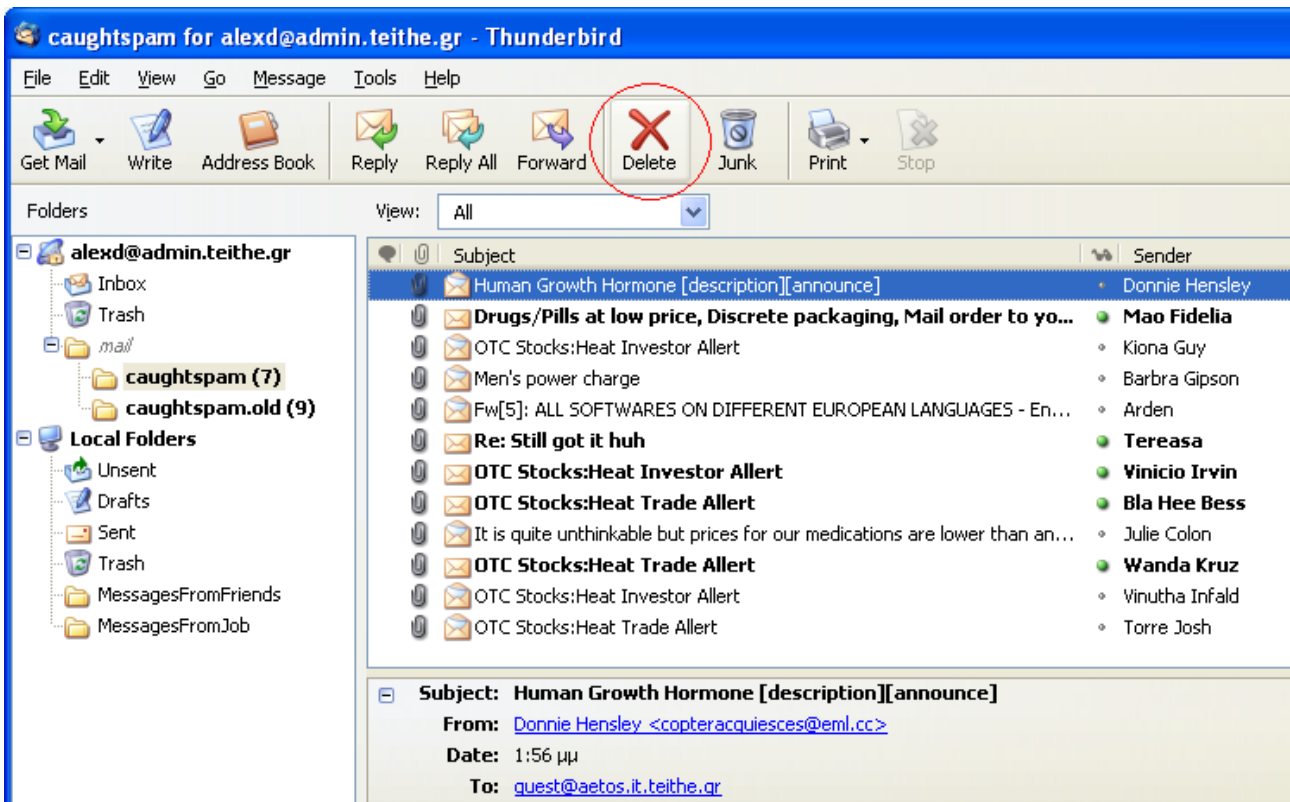 caughtspam for alexd@admin.teithe.gr - Thunderbird
File Edit View Go Message Tools Help
Get Mail Write Address Book Reply Reply All Forward Delete Junk Print Stop
Folders View: All
alexd@admin.teithe.gr
Inbox
Trash
mail
caughtspam (7)
caughtspam.old (9)
Local Folders
Unsent
Drafts
Sent
Trash
MessagesFromFriends
MessagesFromJob
Subject Sender
Human Growth Hormone [description][announce] Donnie Hensley
Drugs/Pills at low price, Discrete packaging, Mail order to yo... Mao Fidelia
OTC Stocks:Heat Investor Allert Kiona Guy
Men's power charge Barbra Gipson
Fw[5]: ALL SOFTWARES ON DIFFERENT EUROPEAN LANGUAGES - En... Arden
Re: Still got it huh Tereasa
OTC Stocks:Heat Investor Allert Vinicio Irvin
OTC Stocks:Heat Trade Allert Bla Hee Bess
It is quite unthinkable but prices for our medications are lower than an... Julie Colon
OTC Stocks:Heat Trade Allert Wanda Kruz
OTC Stocks:Heat Investor Allert Vinutha Infald
OTC Stocks:Heat Trade Allert Torre Josh
Subject: Human Growth Hormone [description][announce]
From: Donnie Hensley <copteracquiesces@eml.cc>
Date: 1:56 μμ
To: guest@aetos.it.teithe.gr